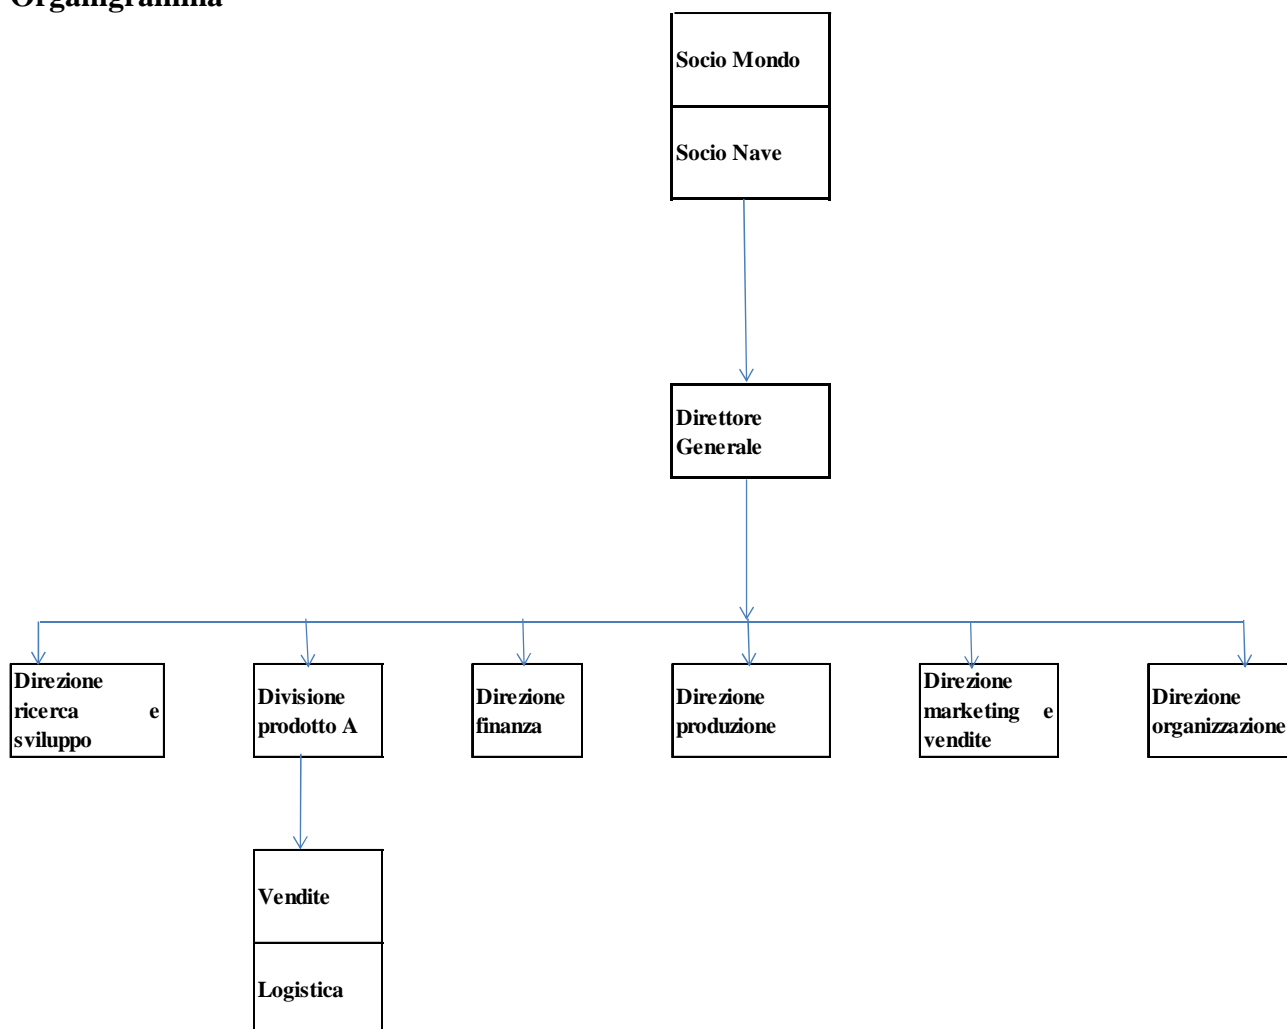 Organigramma
Socio Mondo
Socio Nave
Direttore
Generale
Direzione
ricerca e
sviluppo
Divisione
prodotto A
Direzione
finanza
Direzione
produzione
Direzione
marketing e
vendite
Direzione
organizzazione
Vendite
Logistica